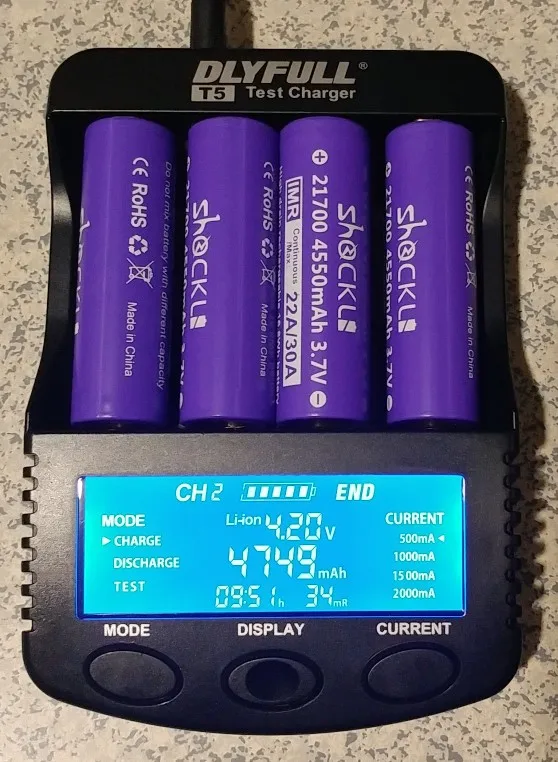 DLYFULL®
T5 Test Charger
CE RoHS
Made in China
Do not mix battery with different capacity
shockli
CE RoHS
Made in China
shockli
21700 4550mAh 3.7V
IMR Continuous /Max 22A/30A
shockli
21700 4550mAh 3.7V
CE RoHS
Made in China
CH2 END
MODE
CHARGE
DISCHARGE
TEST
Li-ion 4.20V
4749mAh
09:51h 34mR
CURRENT
500mA
1000mA
1500mA
2000mA
MODE DISPLAY CURRENT